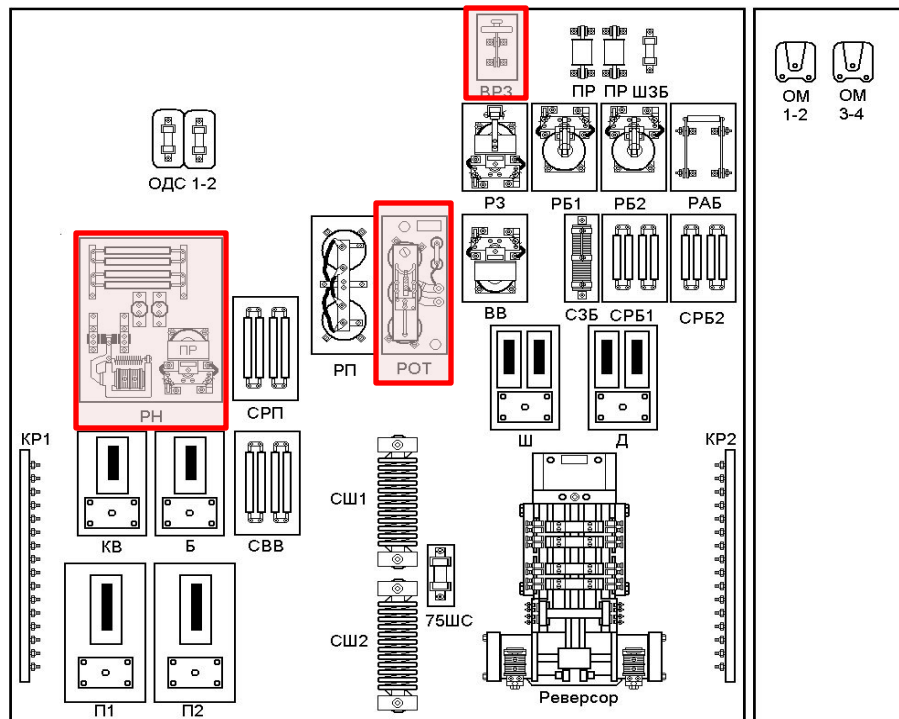 ВРЗ
ПР
ПР
ШЗБ
ОМ
1-2
ОМ
3-4
ОДС 1-2
РЗ
РБ1
РБ2
РАБ
ПР
РН
СРП
РП
РОТ
ВВ
СЗБ
СРБ1
СРБ2
Ш
Д
КР1
КР2
КВ
Б
СВВ
СШ1
СШ2
75ШС
П1
П2
Реверсор